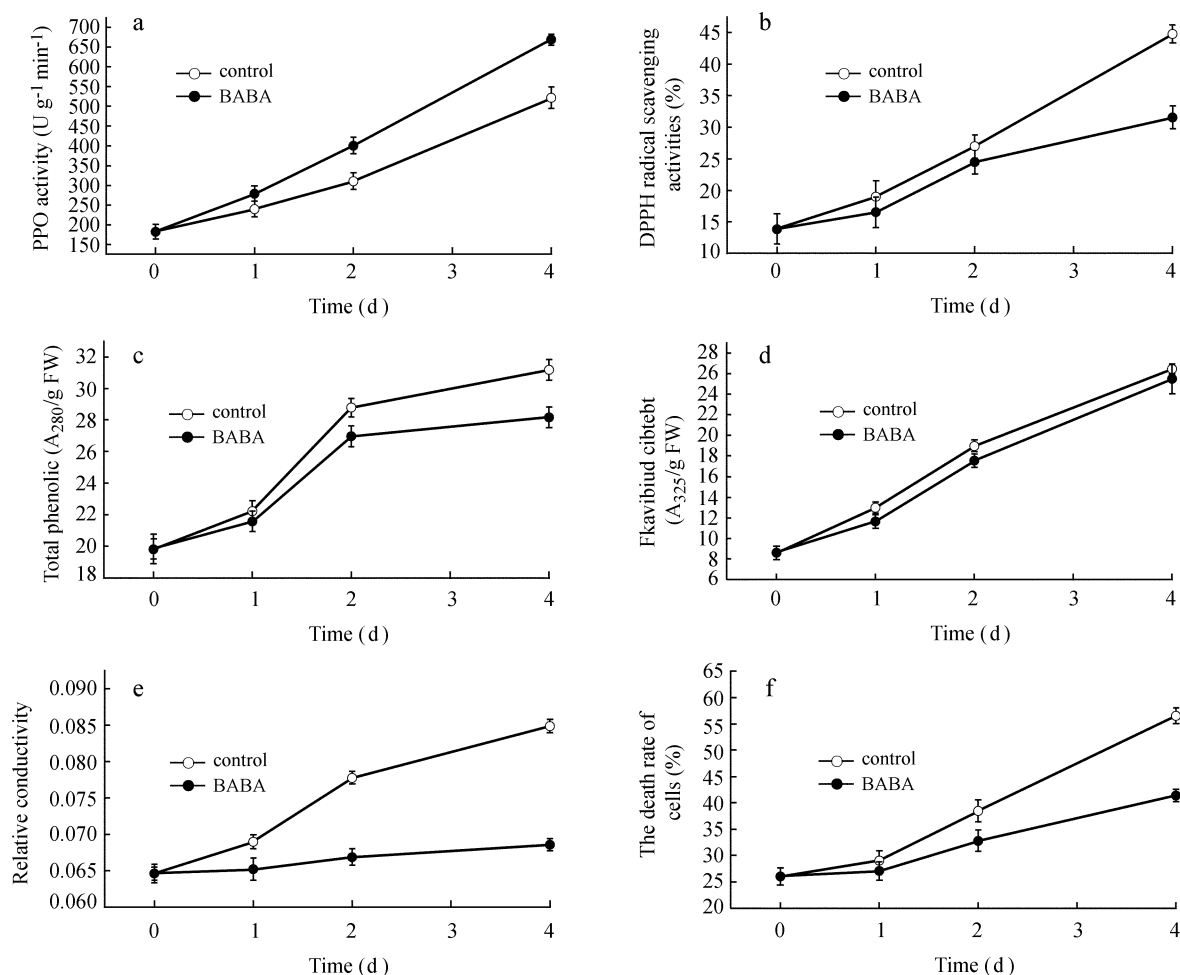 a
PPO activity (U g-1 min-1)
700
650
600
550
500
450
400
350
300
250
200
150
control
BABA
0 1 2 3 4
Time (d)
b
DPPH radical scavenging
activities (%)
45
40
35
30
25
20
15
10
control
BABA
0 1 2 3 4
Time (d)
c
Total phenolic (A280/g FW)
32
30
28
26
24
22
20
18
control
BABA
0 1 2 3 4
Time (d)
d
Fkavibiud cibtebt
(A325/g FW)
28
26
24
22
20
18
16
14
12
10
8
6
control
BABA
0 1 2 3 4
Time (d)
e
Relative conductivity
0.090
0.085
0.080
0.075
0.070
0.065
0.060
control
BABA
0 1 2 3 4
Time (d)
f
The death rate of
cells (%)
65
60
55
50
45
40
35
30
25
20
control
BABA
0 1 2 3 4
Time (d)